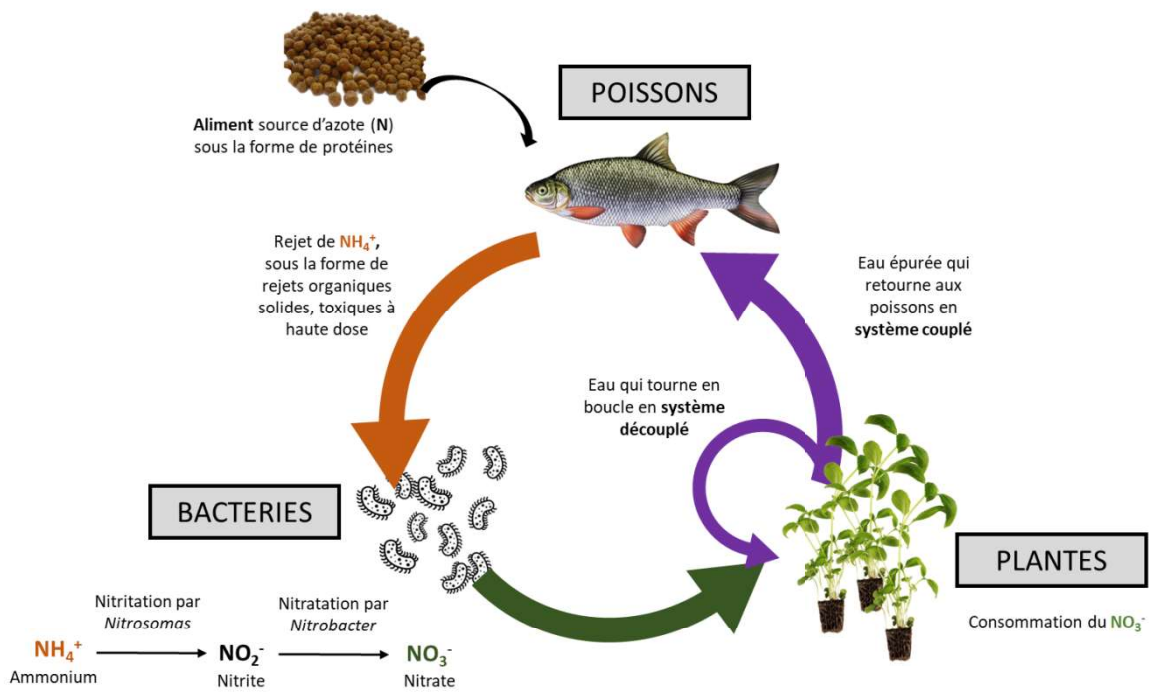 POISSONS
Aliment source d'azote (N)
sous la forme de protéines
Rejet de NH₄⁺,
sous la forme de
rejets organiques
solides, toxiques à
haute dose
Eau épurée qui
retourne aux
poissons en
système couplé
Eau qui tourne en
boucle en système
découplé
BACTERIES
PLANTES
Consommation du NO₃⁻
Nitritation par
Nitrosomas
Nitratation par
Nitrobacter
NH₄⁺
NO₂⁻
NO₃⁻
Ammonium
Nitrite
Nitrate